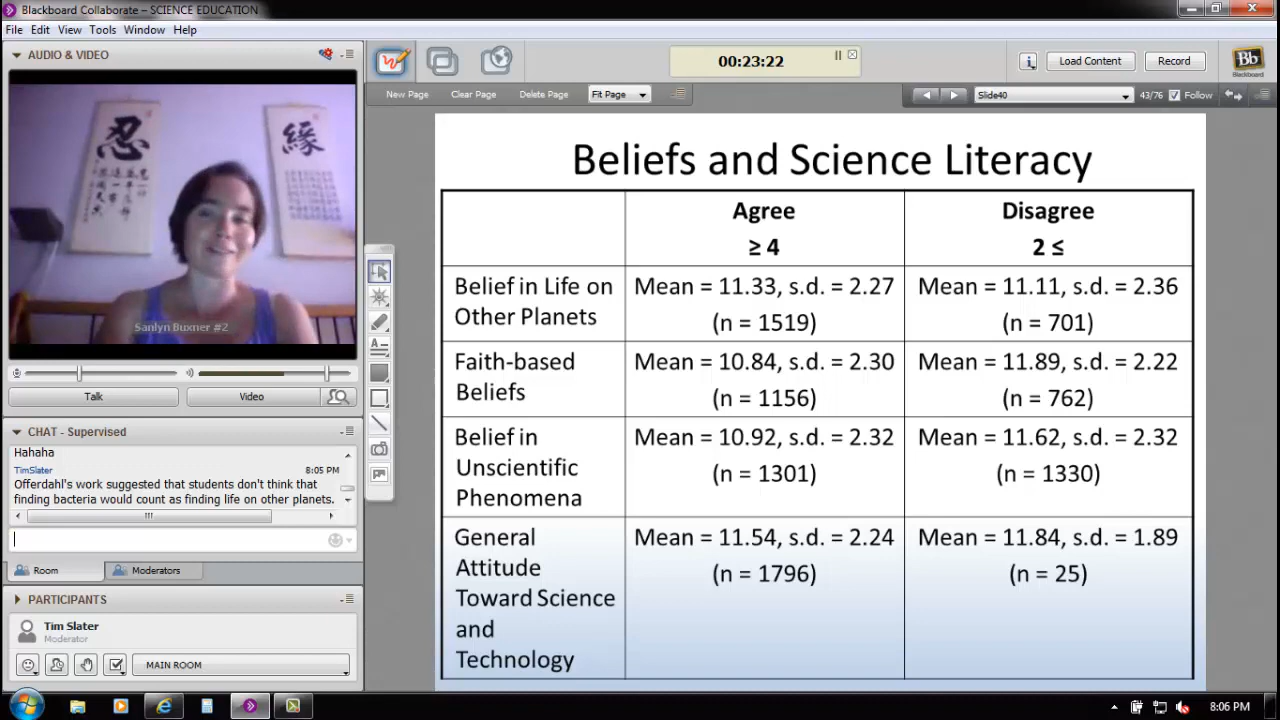 Blackboard Collaborate – SCIENCE EDUCATION
File Edit View Tools Window Help
AUDIO & VIDEO
忍
緣
Sanlyn Buxner #2
Talk
Video
CHAT - Supervised
Hahaha
TimSlater 8:05 PM
Offerdahl's work suggested that students don't think that
finding bacteria would count as finding life on other planets.
Room
Moderators
PARTICIPANTS
Tim Slater
Moderator
MAIN ROOM
00:23:22
Load Content
Record
Bb
Blackboard
New Page Clear Page Delete Page Fit Page
Slide40
43/76
Follow
Beliefs and Science Literacy
Agree
≥ 4
Disagree
2 ≤
Belief in Life on
Other Planets
Mean = 11.33, s.d. = 2.27
(n = 1519)
Mean = 11.11, s.d. = 2.36
(n = 701)
Faith-based
Beliefs
Mean = 10.84, s.d. = 2.30
(n = 1156)
Mean = 11.89, s.d. = 2.22
(n = 762)
Belief in
Unscientific
Phenomena
Mean = 10.92, s.d. = 2.32
(n = 1301)
Mean = 11.62, s.d. = 2.32
(n = 1330)
General
Attitude
Toward Science
and
Technology
Mean = 11.54, s.d. = 2.24
(n = 1796)
Mean = 11.84, s.d. = 1.89
(n = 25)
8:06 PM